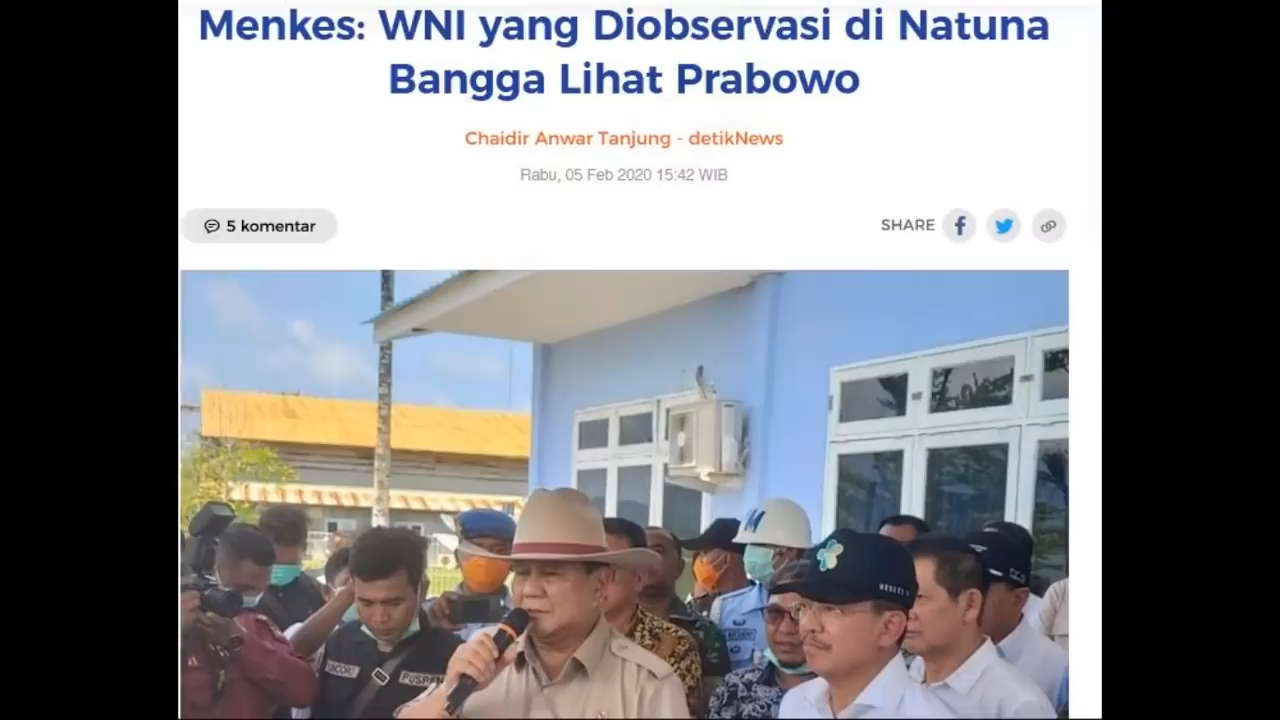 Menkes: WNI yang Diobservasi di Natuna
Bangga Lihat Prabowo
Chaidir Anwar Tanjung - detikNews
Rabu, 05 Feb 2020 15:42 WIB
5 komentar
SHARE